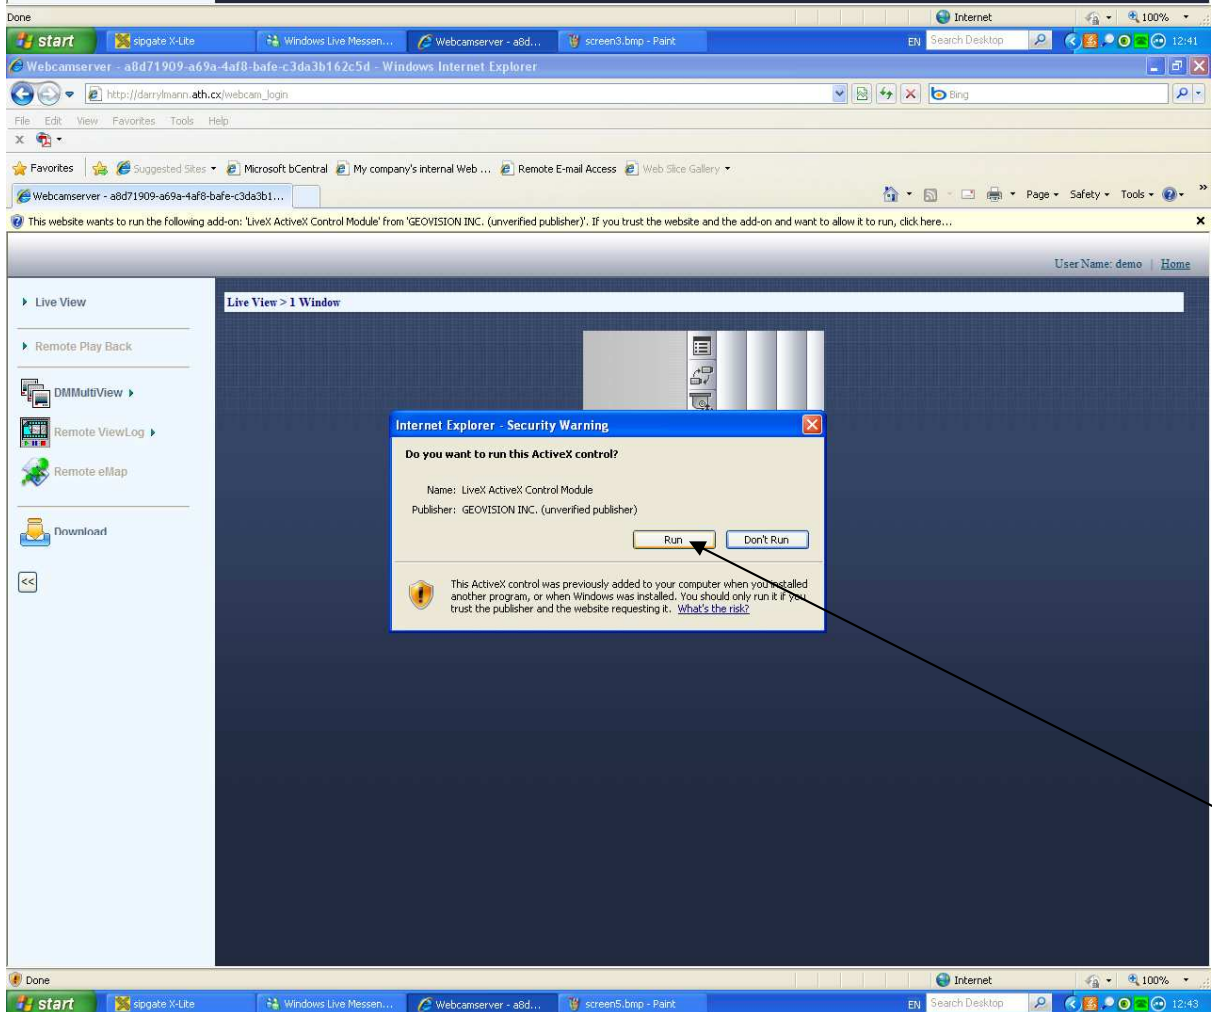 Done
Internet
100%
start
sipgate X-Lite
Windows Live Messen...
Webcamserver - a8d...
screen3.bmp - Paint
EN
Search Desktop
12:41
Webcamserver - a8d71909-a69a-4af8-bafe-c3da3b162c5d - Windows Internet Explorer
http://darrylmann.ath.cx/webcam_login
Bing
File Edit View Favorites Tools Help
x
Favorites
Suggested Sites
Microsoft bCentral
My company's internal Web ...
Remote E-mail Access
Web Slice Gallery
Webcamserver - a8d71909-a69a-4af8-bafe-c3da3b1...
Page Safety Tools
»
This website wants to run the following add-on: 'LiveX ActiveX Control Module' from 'GEOVISION INC. (unverified publisher)'. If you trust the website and the add-on and want to allow it to run, click here...
x
User Name: demo | Home
Live View
Live View > 1 Window
Remote Play Back
DMMultiView
Remote ViewLog
Remote eMap
Download
<<
Internet Explorer - Security Warning
Do you want to run this ActiveX control?
Name: LiveX ActiveX Control Module
Publisher: GEOVISION INC. (unverified publisher)
Run
Don't Run
This ActiveX control was previously added to your computer when you installed
another program, or when Windows was installed. You should only run it if you
trust the publisher and the website requesting it. What's the risk?
Done
Internet
100%
start
sipgate X-Lite
Windows Live Messen...
Webcamserver - a8d...
screen5.bmp - Paint
EN
Search Desktop
12:43